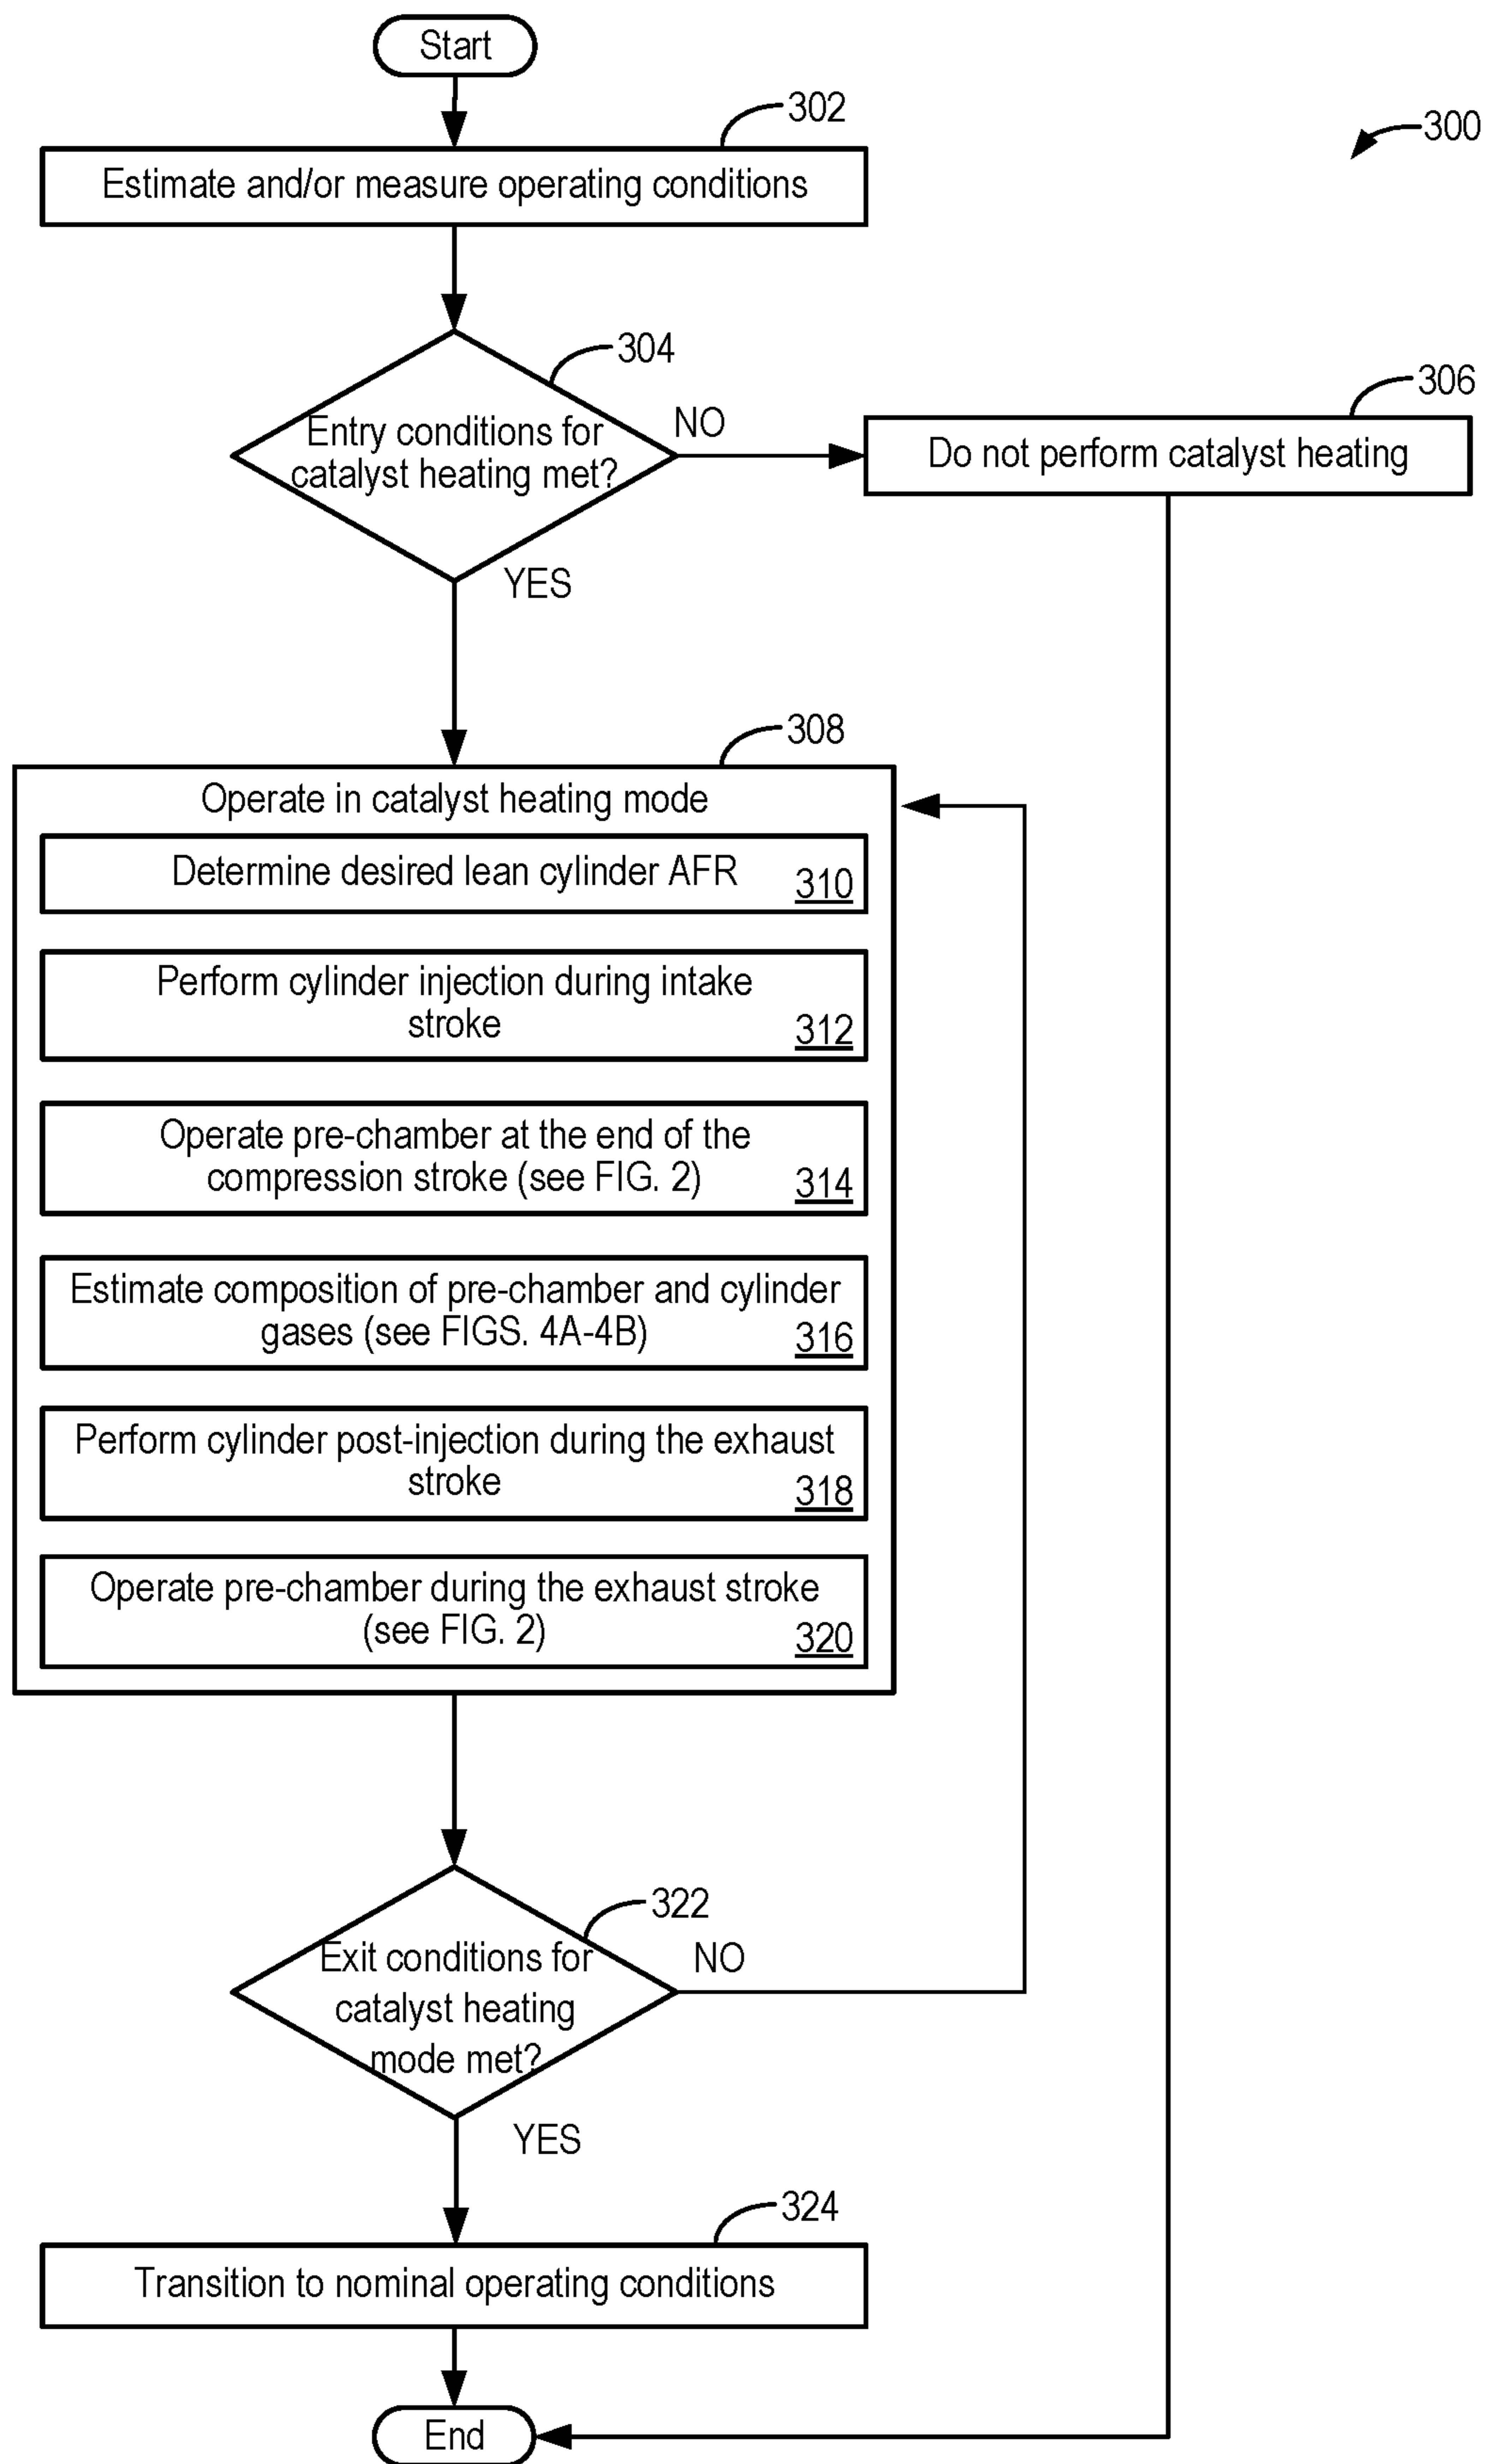 Start
302
300
Estimate and/or measure operating conditions
304
306
Entry conditions for
catalyst heating met?
NO
Do not perform catalyst heating
YES
308
Operate in catalyst heating mode
Determine desired lean cylinder AFR
310
Perform cylinder injection during intake
stroke
312
Operate pre-chamber at the end of the
compression stroke (see FIG. 2)
314
Estimate composition of pre-chamber and cylinder
gases (see FIGS. 4A-4B)
316
Perform cylinder post-injection during the exhaust
stroke
318
Operate pre-chamber during the exhaust stroke
(see FIG. 2)
320
322
Exit conditions for
catalyst heating
mode met?
NO
YES
324
Transition to nominal operating conditions
End